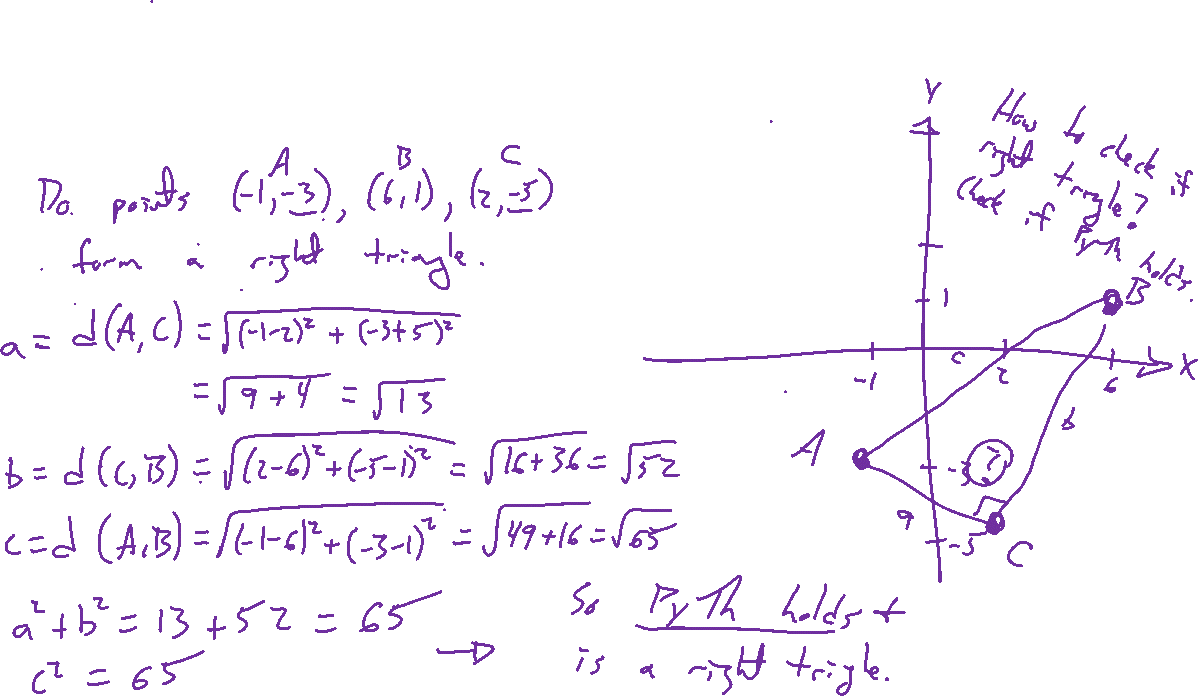 A B C
Do points (-1,-3), (6,1), (2,-5)
form a right triangle.
a = d(A,C) = √((-1-2)² + (-3+5)²)
= √(9+4) = √13
b = d(C,B) = √((2-6)²+(-5-1)²) = √(16+36) = √52
c = d(A,B) = √((-1-6)²+(-3-1)²) = √(49+16) = √65
a²+b² = 13+52 = 65
c² = 65
→ So Py Th holds +
is a right tringle.
How to check if
right tringle?
Check if Py Th holds.
Y
1
B
-1
c
2
6
X
b
A
-3
?
a
-5
C